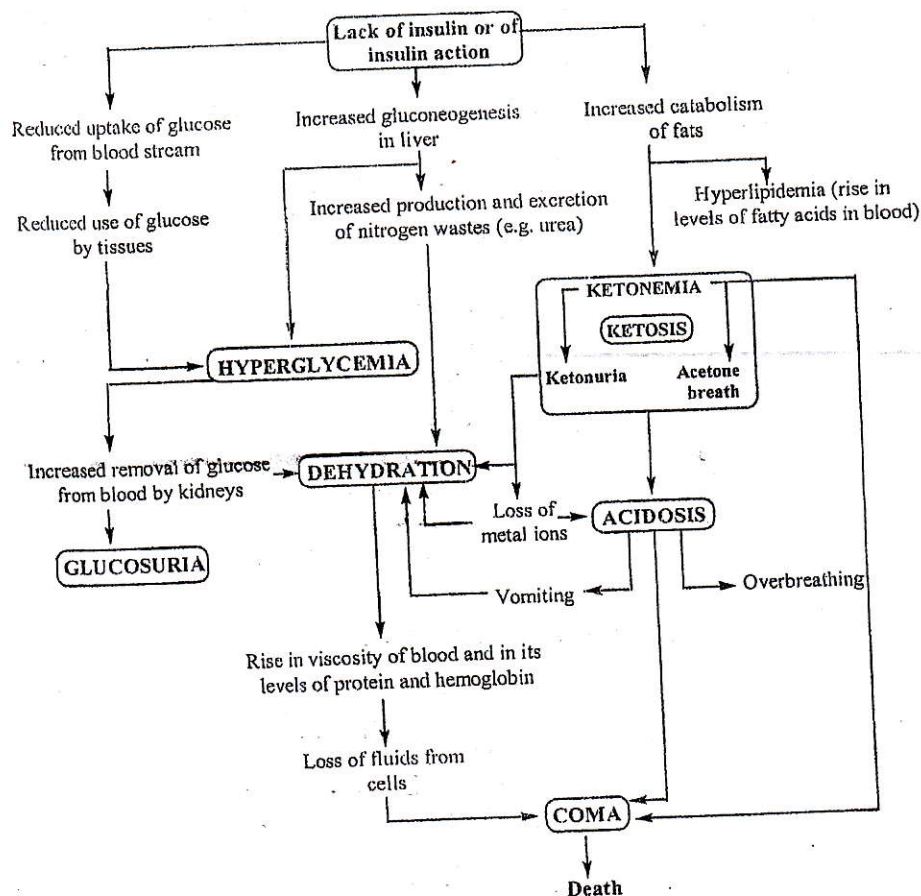 Lack of insulin or of
insulin action
Reduced uptake of glucose
from blood stream
Increased gluconeogenesis
in liver
Increased catabolism
of fats
Hyperlipidemia (rise in
levels of fatty acids in blood)
Reduced use of glucose
by tissues
Increased production and excretion
of nitrogen wastes (e.g. urea)
KETONEMIA
KETOSIS
Ketonuria
Acetone
breath
HYPERGLYCEMIA
Increased removal of glucose
from blood by kidneys
DEHYDRATION
Loss of
metal ions
ACIDOSIS
GLUCOSURIA
Vomiting
Overbreathing
Rise in viscosity of blood and in its
levels of protein and hemoglobin
Loss of fluids from
cells
COMA
Death